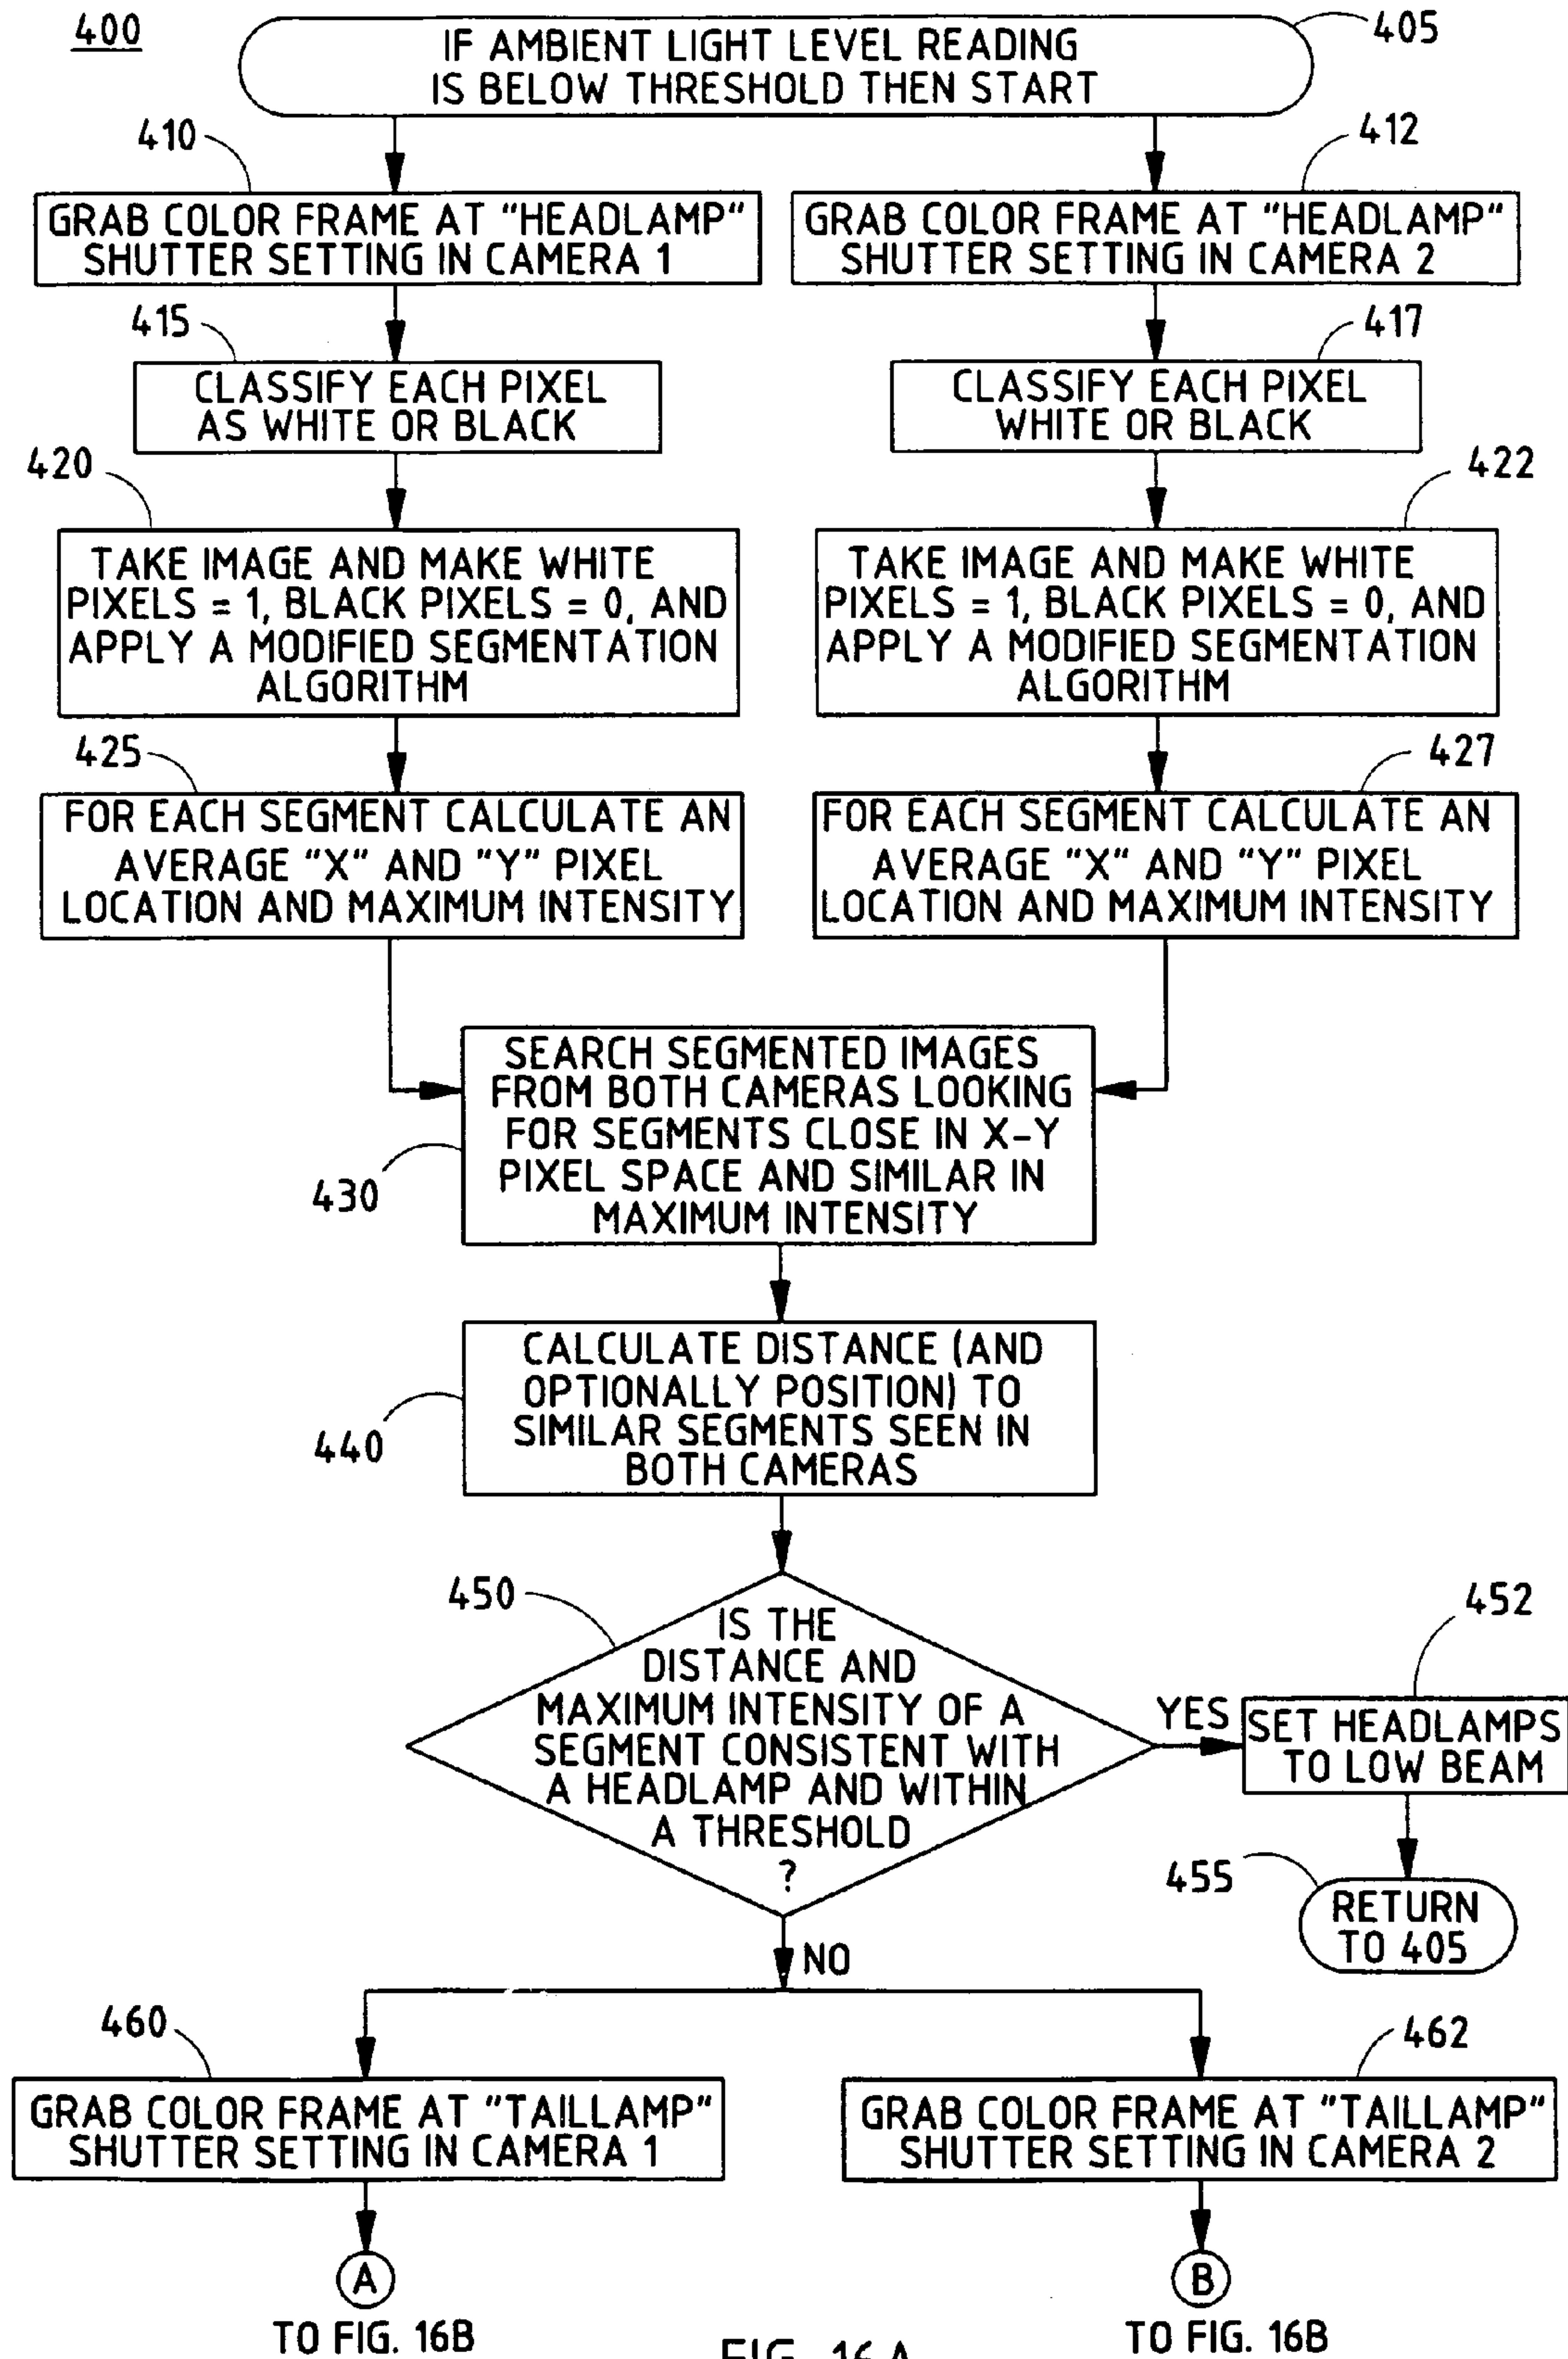 400
IF AMBIENT LIGHT LEVEL READING
IS BELOW THRESHOLD THEN START
405
410
GRAB COLOR FRAME AT "HEADLAMP"
SHUTTER SETTING IN CAMERA 1
412
GRAB COLOR FRAME AT "HEADLAMP"
SHUTTER SETTING IN CAMERA 2
415
CLASSIFY EACH PIXEL
AS WHITE OR BLACK
417
CLASSIFY EACH PIXEL
WHITE OR BLACK
420
TAKE IMAGE AND MAKE WHITE
PIXELS = 1, BLACK PIXELS = 0, AND
APPLY A MODIFIED SEGMENTATION
ALGORITHM
422
TAKE IMAGE AND MAKE WHITE
PIXELS = 1, BLACK PIXELS = 0, AND
APPLY A MODIFIED SEGMENTATION
ALGORITHM
425
FOR EACH SEGMENT CALCULATE AN
AVERAGE "X" AND "Y" PIXEL
LOCATION AND MAXIMUM INTENSITY
427
FOR EACH SEGMENT CALCULATE AN
AVERAGE "X" AND "Y" PIXEL
LOCATION AND MAXIMUM INTENSITY
SEARCH SEGMENTED IMAGES
FROM BOTH CAMERAS LOOKING
FOR SEGMENTS CLOSE IN X-Y
PIXEL SPACE AND SIMILAR IN
MAXIMUM INTENSITY
430
CALCULATE DISTANCE (AND
OPTIONALLY POSITION) TO
SIMILAR SEGMENTS SEEN IN
BOTH CAMERAS
440
450
IS THE
DISTANCE AND
MAXIMUM INTENSITY OF A
SEGMENT CONSISTENT WITH
A HEADLAMP AND WITHIN
A THRESHOLD
?
YES
452
SET HEADLAMPS
TO LOW BEAM
455
RETURN
TO 405
NO
460
GRAB COLOR FRAME AT "TAILLAMP"
SHUTTER SETTING IN CAMERA 1
462
GRAB COLOR FRAME AT "TAILLAMP"
SHUTTER SETTING IN CAMERA 2
A
TO FIG. 16B
B
TO FIG. 16B
FIG. 16A